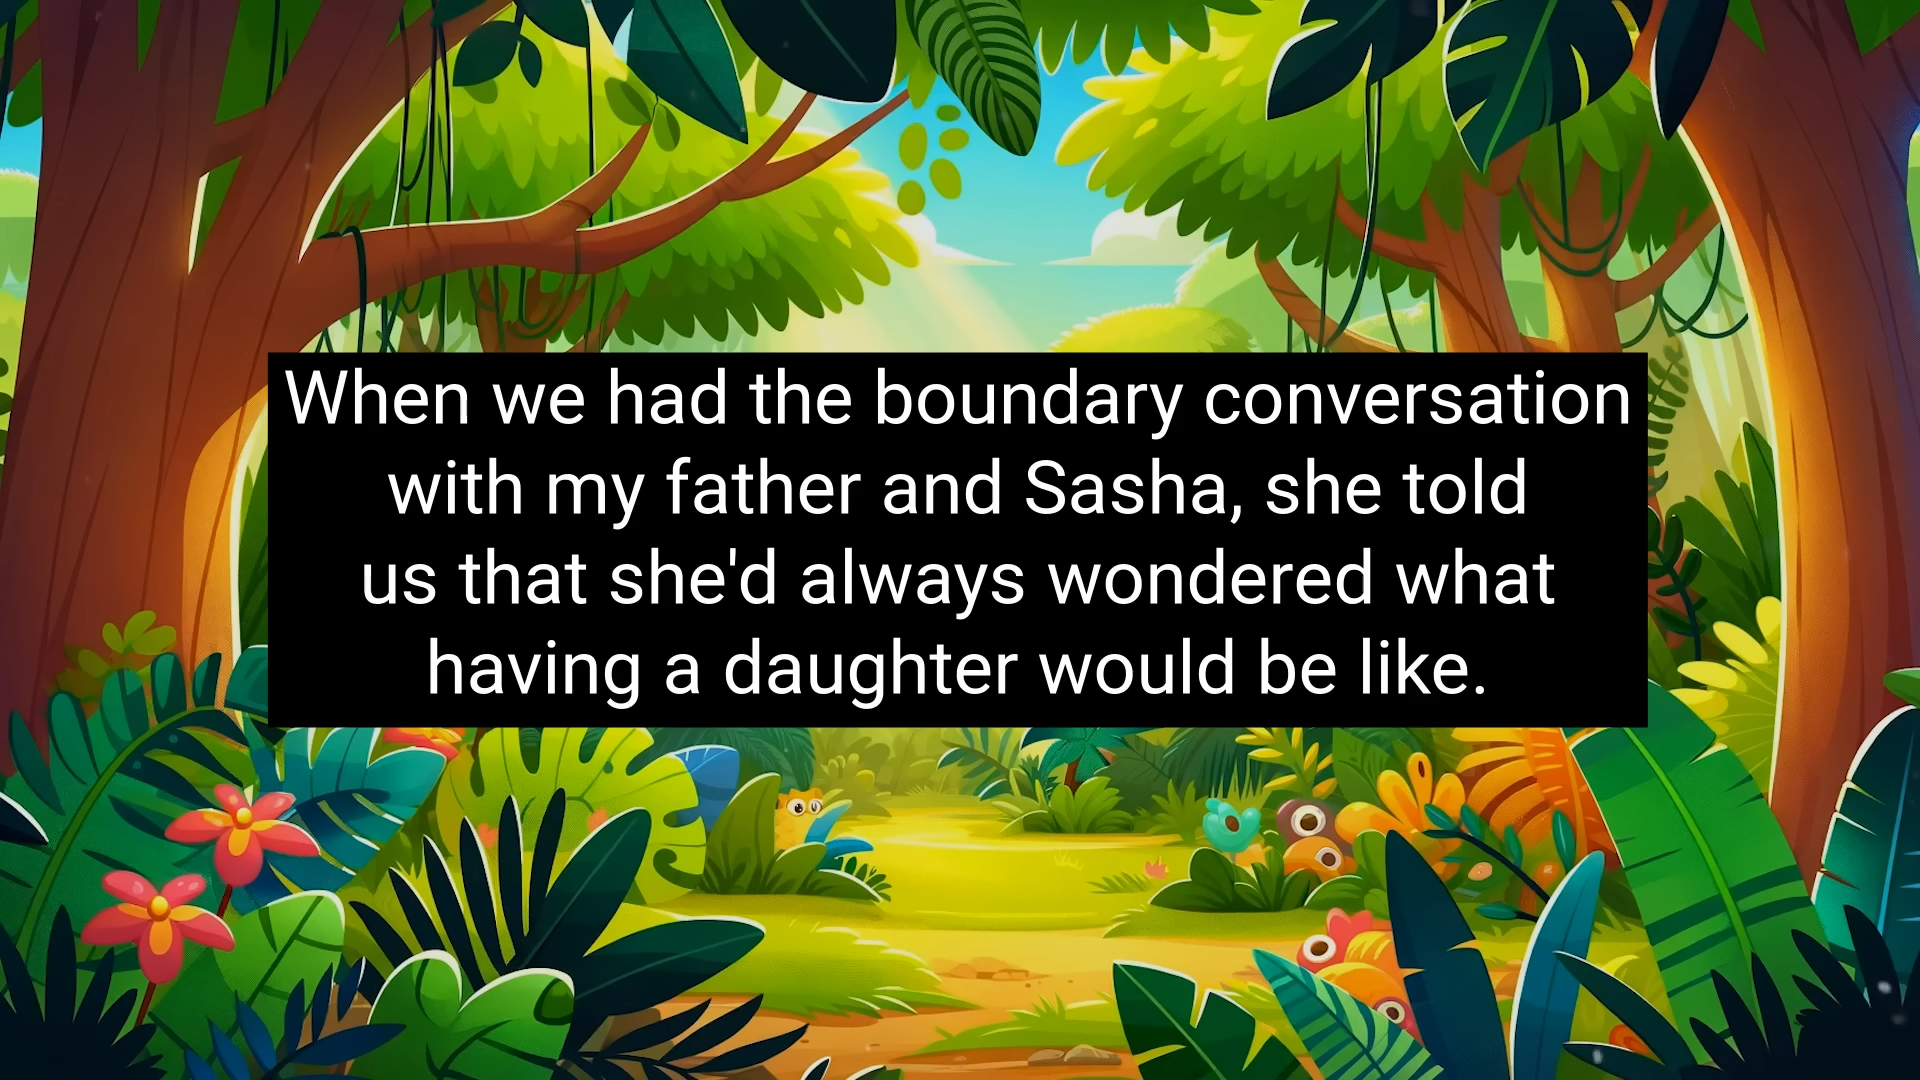 When we had the boundary conversation
with my father and Sasha, she told
us that she'd always wondered what
having a daughter would be like.